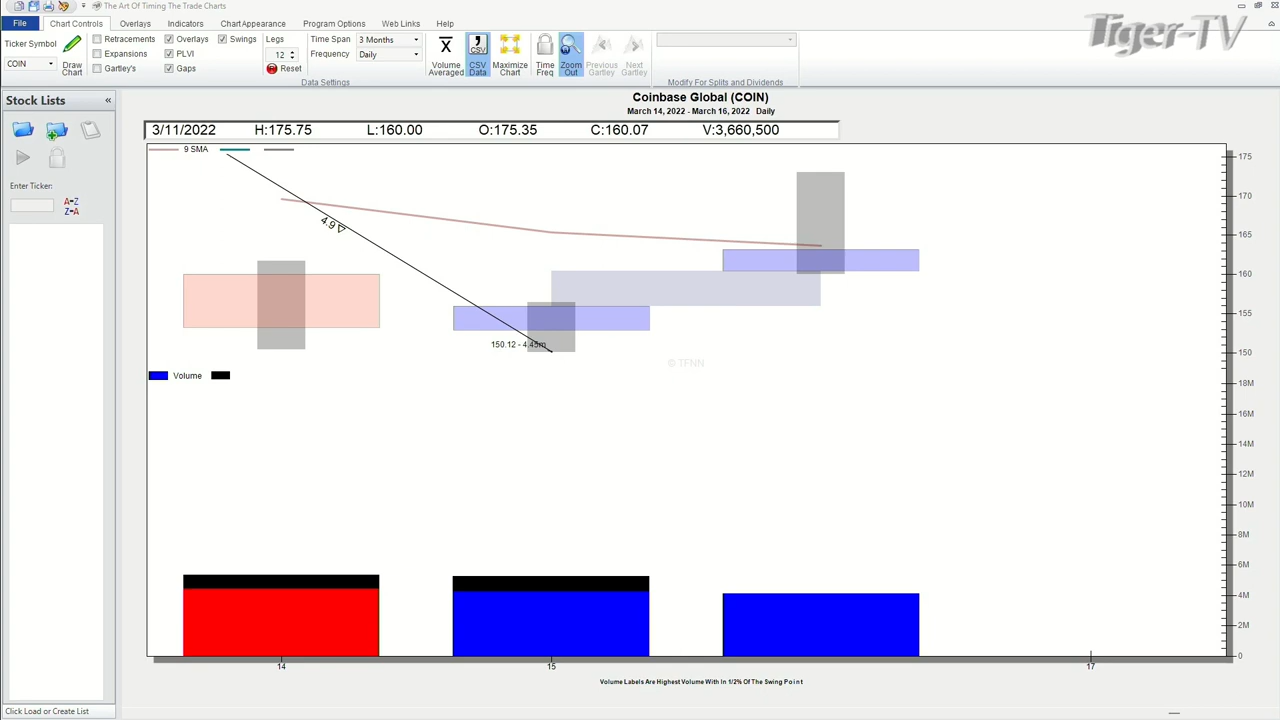 The Art Of Timing The Trade Charts
Tiger-TV
File Chart Controls Overlays Indicators Chart Appearance Program Options Web Links Help
Ticker Symbol
COIN
Draw Chart
Retracements Overlays Swings
Expansions PLVI
Gartley's Gaps
Legs
12
Reset
Time Span 3 Months
Frequency Daily
Data Settings
Volume Averaged
CSV Data
Maximize Chart
Time Freq
Zoom Out
Previous Gartley
Next Gartley
Modify For Splits and Dividends
Stock Lists «
Enter Ticker:
A-Z
Z-A
Click Load or Create List
Coinbase Global (COIN)
March 14, 2022 - March 16, 2022 Daily
3/11/2022 H:175.75 L:160.00 O:175.35 C:160.07 V:3,660,500
9 SMA
4.9
150.12 - 4.45m
© TFNN
Volume
175
170
165
160
155
150
18M
16M
14M
12M
10M
8M
6M
4M
2M
0
14 15 17
Volume Labels Are Highest Volume With In 1/2% Of The Swing Point